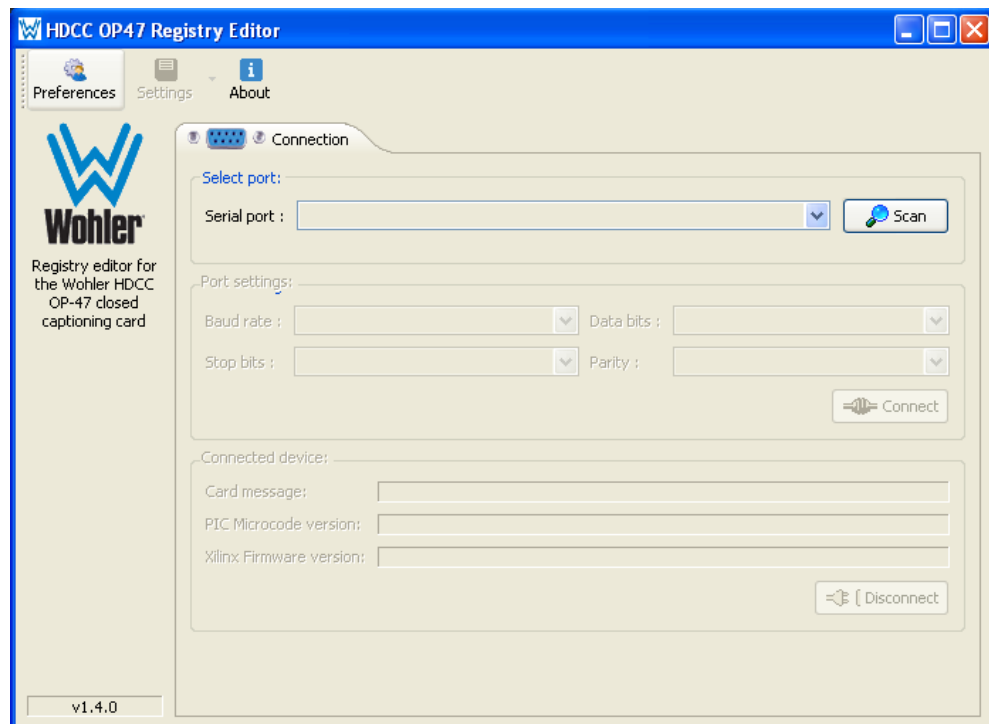 HDCC OP47 Registry Editor
Preferences Settings About
Wohler
Registry editor for
the Wohler HDCC
OP-47 closed
captioning card
v1.4.0
Connection
Select port:
Serial port : Scan
Port settings:
Baud rate : Data bits :
Stop bits : Parity :
Connect
Connected device:
Card message:
PIC Microcode version:
Xilinx Firmware version:
Disconnect